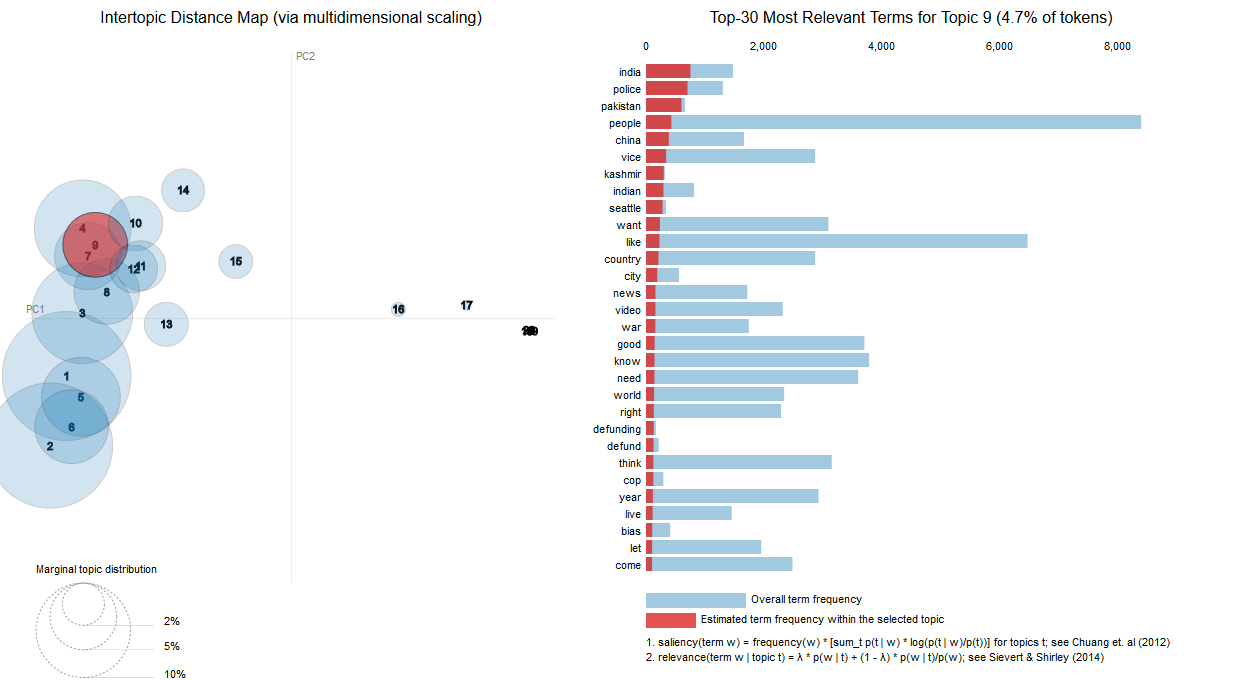 Intertopic Distance Map (via multidimensional scaling)
PC2
PC1
14
4
10
9
7
12
11
15
8
3
16
17
13
1
5
6
2
Marginal topic distribution
2%
5%
10%
Top-30 Most Relevant Terms for Topic 9 (4.7% of tokens)
0 2,000 4,000 6,000 8,000
india
police
pakistan
people
china
vice
kashmir
indian
seattle
want
like
country
city
news
video
war
good
know
need
world
right
defunding
defund
think
cop
year
live
bias
let
come
Overall term frequency
Estimated term frequency within the selected topic
1. saliency(term w) = frequency(w) * [sum_t p(t | w) * log(p(t | w)/p(t))] for topics t; see Chuang et. al (2012)
2. relevance(term w | topic t) = λ * p(w | t) + (1 - λ) * p(w | t)/p(w); see Sievert & Shirley (2014)